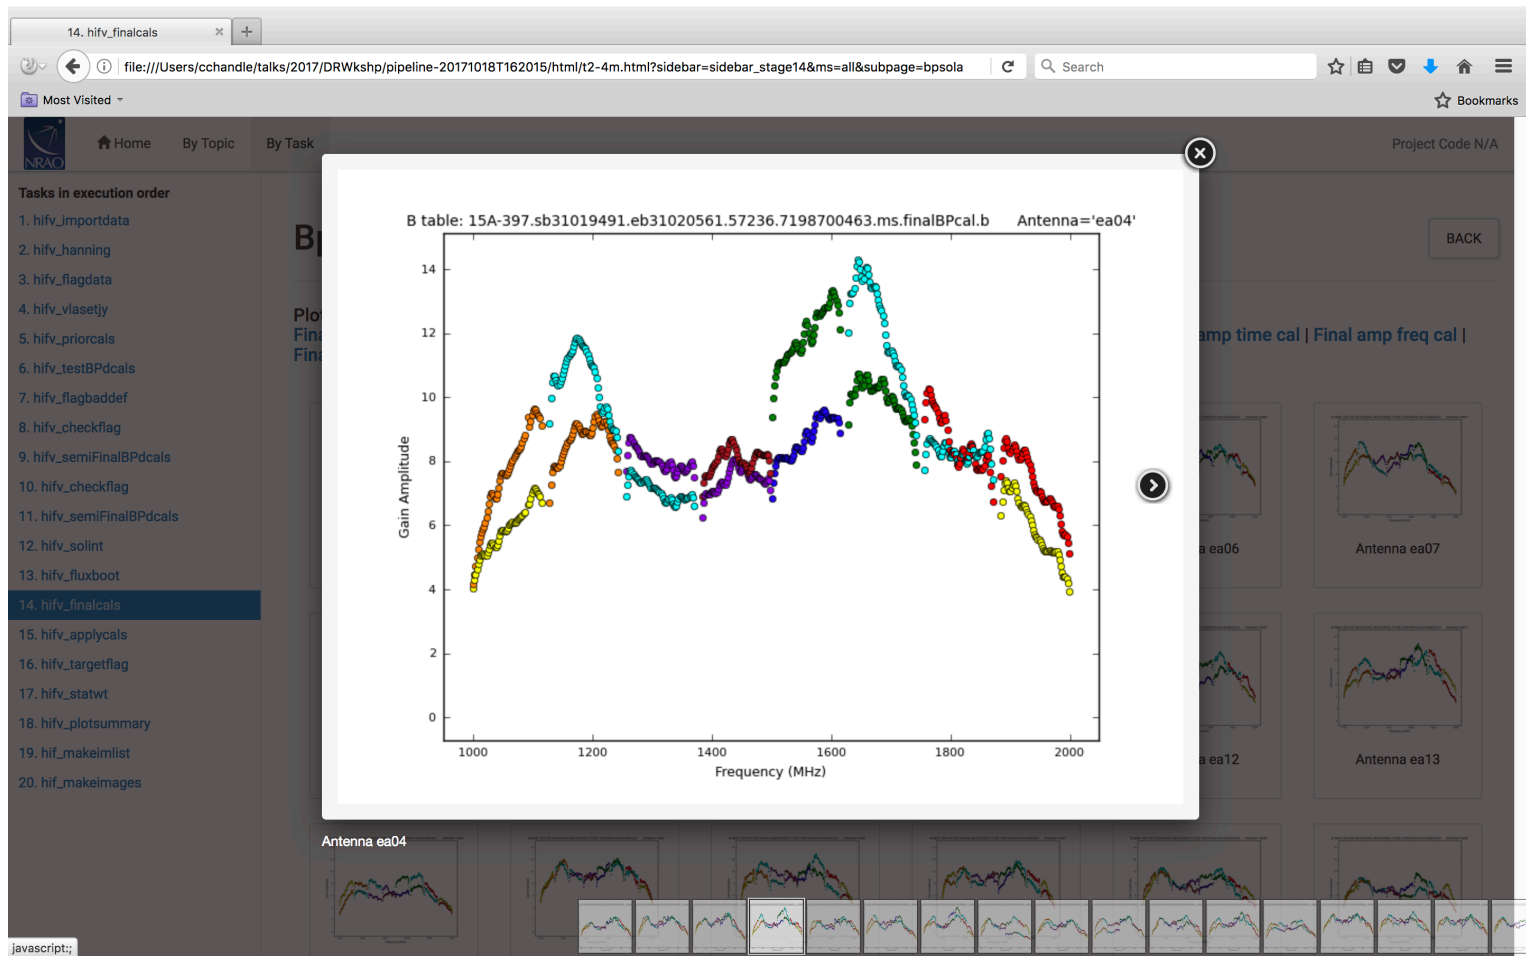 14. hifv_finalcals
file:///Users/cchandle/talks/2017/DRWkshp/pipeline-20171018T162015/html/t2-4m.html?sidebar=sidebar_stage14&ms=all&subpage=bpsola
Search
Most Visited
Bookmarks
NRAO
Home
By Topic
By Task
Project Code N/A
Tasks in execution order
1. hifv_importdata
2. hifv_hanning
3. hifv_flagdata
4. hifv_vlasetjy
5. hifv_priorcals
6. hifv_testBPdcals
7. hifv_flagbaddef
8. hifv_checkflag
9. hifv_semiFinalBPdcals
10. hifv_checkflag
11. hifv_semiFinalBPdcals
12. hifv_solint
13. hifv_fluxboot
14. hifv_finalcals
15. hifv_applycals
16. hifv_targetflag
17. hifv_statwt
18. hifv_plotsummary
19. hif_makeimlist
20. hif_makeimages
BACK
amp time cal | Final amp freq cal |
B table: 15A-397.sb31019491.eb31020561.57236.7198700463.ms.finalBPcal.b Antenna='ea04'
Gain Amplitude
14
12
10
8
6
4
2
0
1000 1200 1400 1600 1800 2000
Frequency (MHz)
Antenna ea04
ea06
Antenna ea07
ea12
Antenna ea13
javascript:;